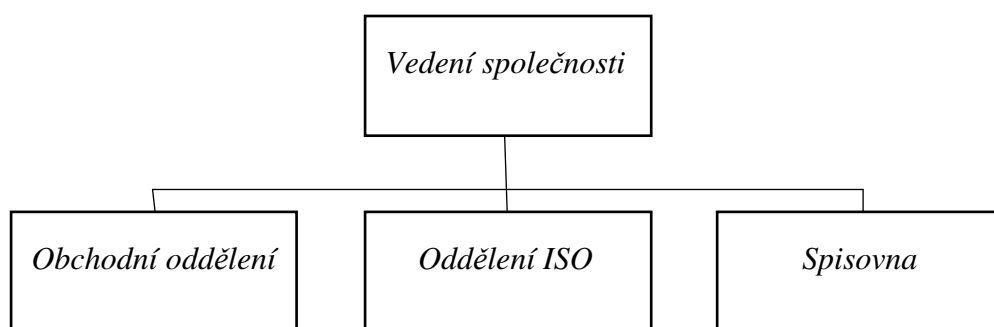 Vedení společnosti
Obchodní oddělení
Oddělení ISO
Spisovna